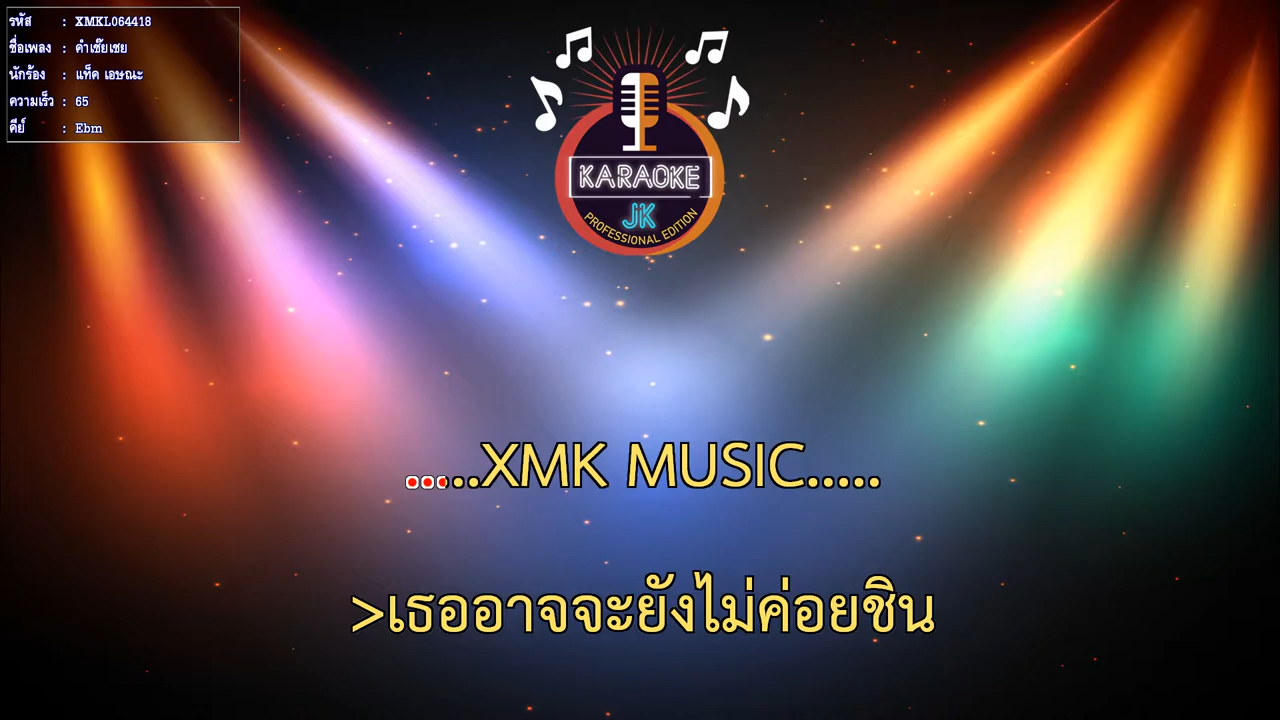 รหัส : XMKL064418
ชื่อเพลง : คำเชยเชย
นักร้อง : แท็ค เอษณะ
ความเร็ว : 65
คีย์ : Ebm
KARAOKE
JK
PROFESSIONAL EDITION
.....XMK MUSIC.....
>เธออาจจะยังไม่ค่อยชิน